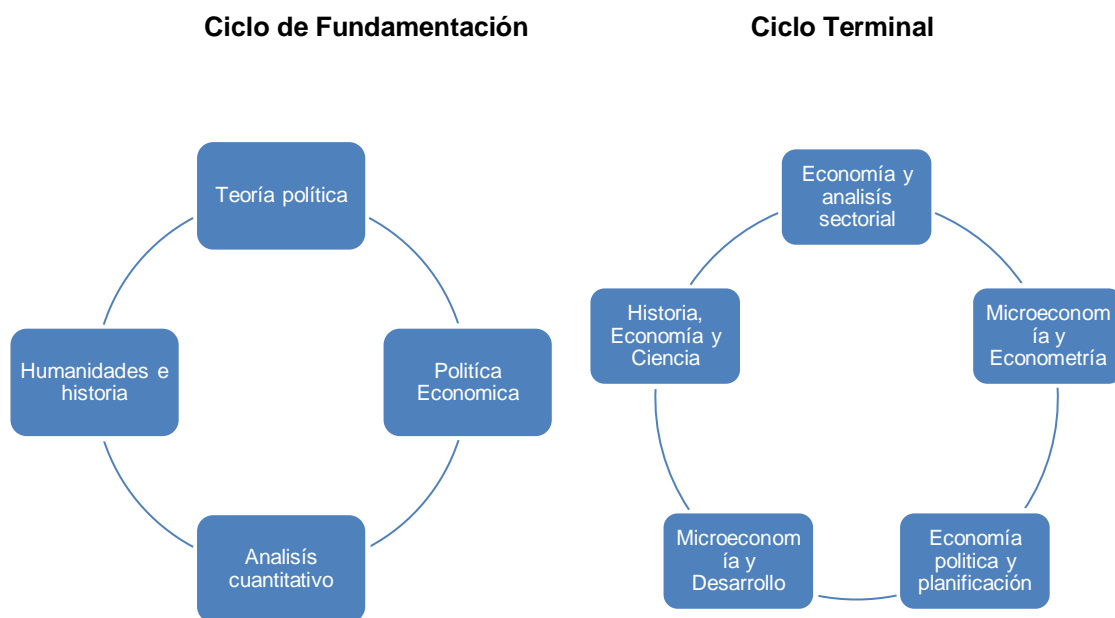 Ciclo de Fundamentación
Ciclo Terminal
Teoría política
Politíca
Economica
Analisís
cuantitativo
Humanidades e
historia
Economía y
analisís
sectorial
Microeconom
ía y
Econometría
Economía
politica y
planificación
Microeconom
ía y
Desarrollo
Historia,
Economía y
Ciencia